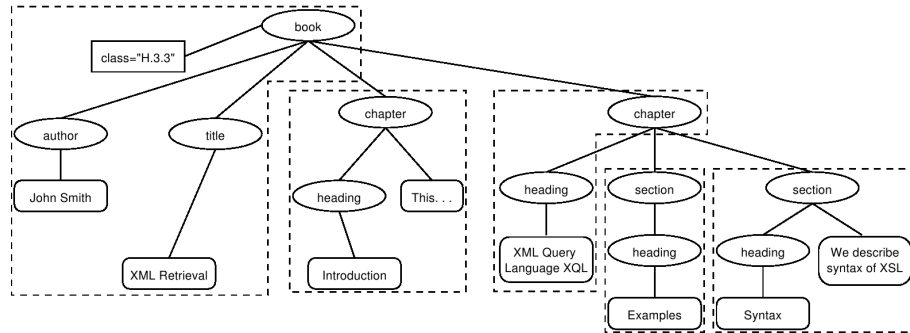 book
class="H.3.3"
chapter
chapter
author
title
John Smith
heading
This. . .
heading
section
section
XML Retrieval
Introduction
XML Query
Language XQL
heading
heading
We describe
syntax of XSL
Examples
Syntax